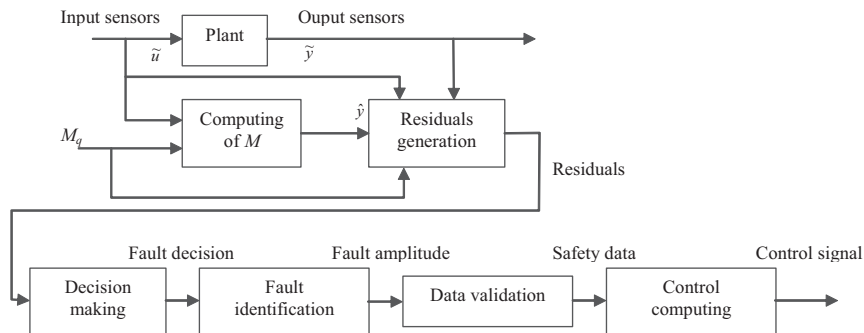 Input sensors
Ouput sensors
Plant
ũ
ỹ
Computing
of M
ŷ
Residuals
generation
M_q
Residuals
Fault decision
Fault amplitude
Safety data
Control signal
Decision
making
Fault
identification
Data validation
Control
computing